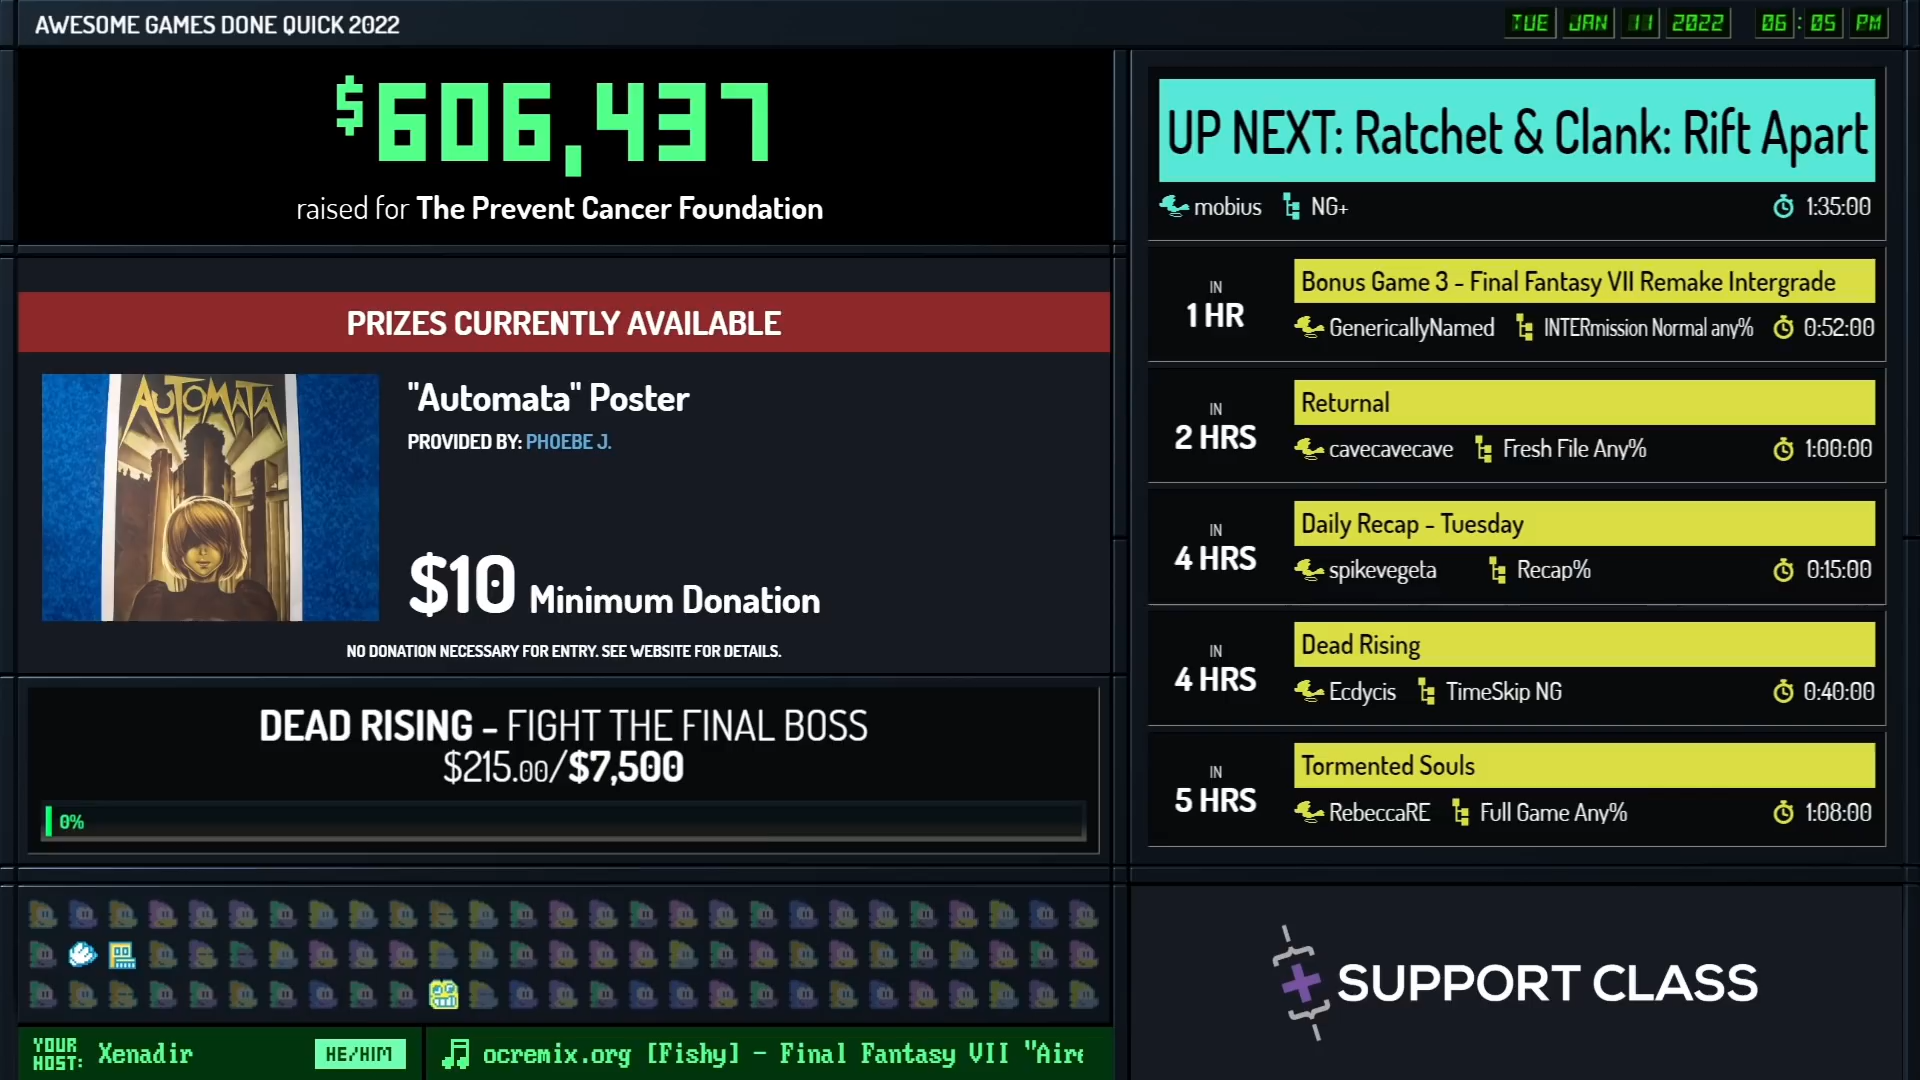 AWESOME GAMES DONE QUICK 2022
TUE JAN 11 2022 06:05 PM
$606,437
raised for The Prevent Cancer Foundation
PRIZES CURRENTLY AVAILABLE
AUTOMATA
"Automata" Poster
PROVIDED BY: PHOEBE J.
$10 Minimum Donation
NO DONATION NECESSARY FOR ENTRY. SEE WEBSITE FOR DETAILS.
DEAD RISING - FIGHT THE FINAL BOSS
$215.00/$7,500
0%
YOUR HOST: Xenadir HE/HIM
ocremix.org [Fishy] - Final Fantasy VII "Aire
UP NEXT: Ratchet & Clank: Rift Apart
mobius NG+ 1:35:00
IN 1 HR
Bonus Game 3 - Final Fantasy VII Remake Intergrade
GenericallyNamed INTERmission Normal any% 0:52:00
IN 2 HRS
Returnal
cavecavecave Fresh File Any% 1:00:00
IN 4 HRS
Daily Recap - Tuesday
spikevegeta Recap% 0:15:00
IN 4 HRS
Dead Rising
Ecdycis TimeSkip NG 0:40:00
IN 5 HRS
Tormented Souls
RebeccaRE Full Game Any% 1:08:00
SUPPORT CLASS